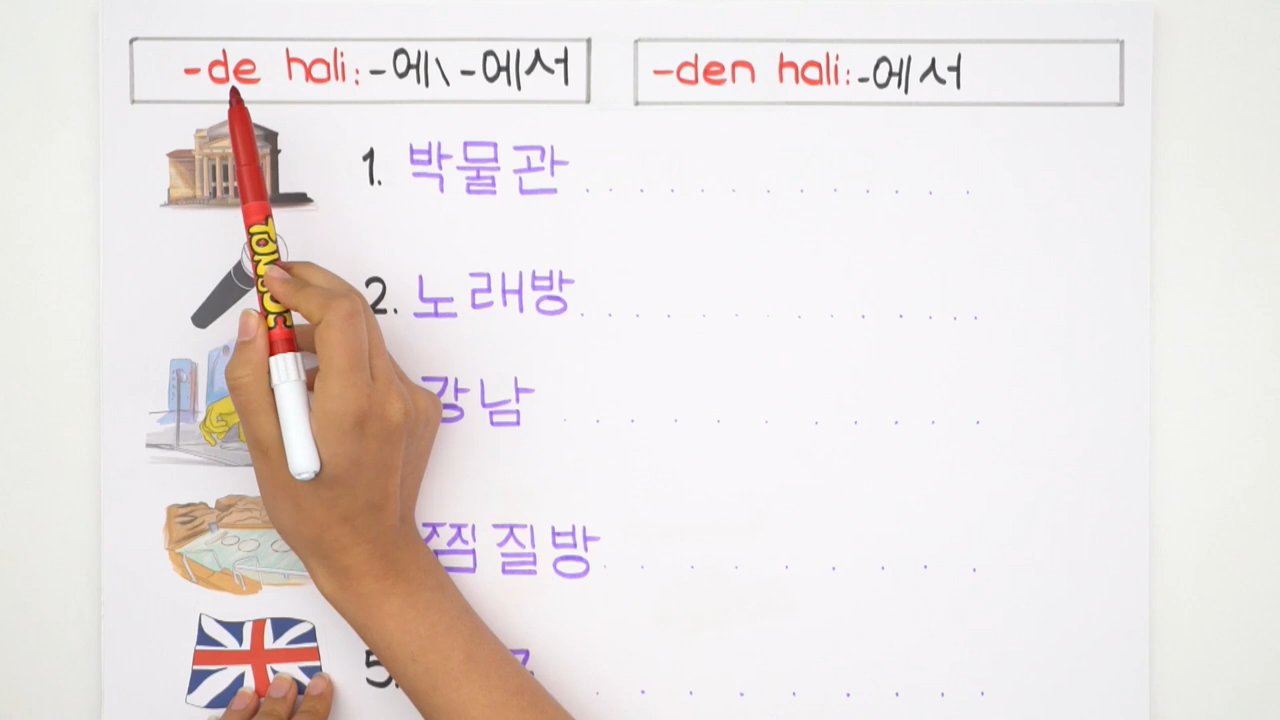 -de hali: -에\ -에서
-den hali: -에서
1. 박물관
2. 노래방
강남
찜질방
5.